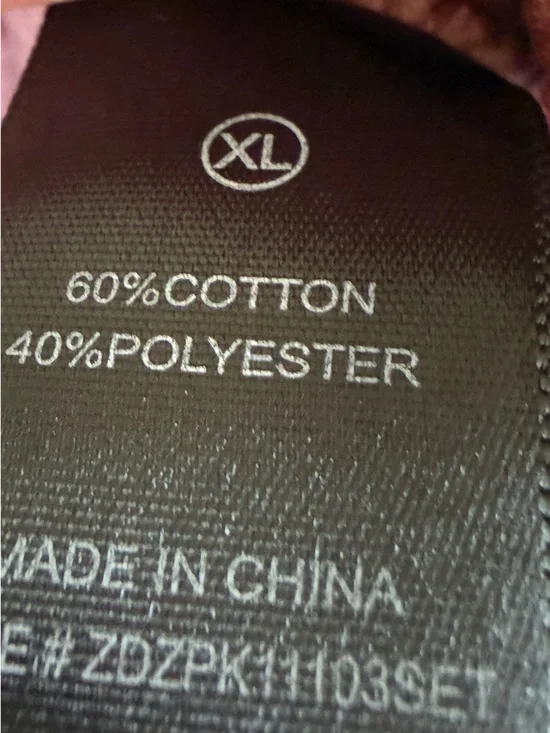 XL
60%COTTON
40%POLYESTER
MADE IN CHINA
E# ZDZPK11103SET